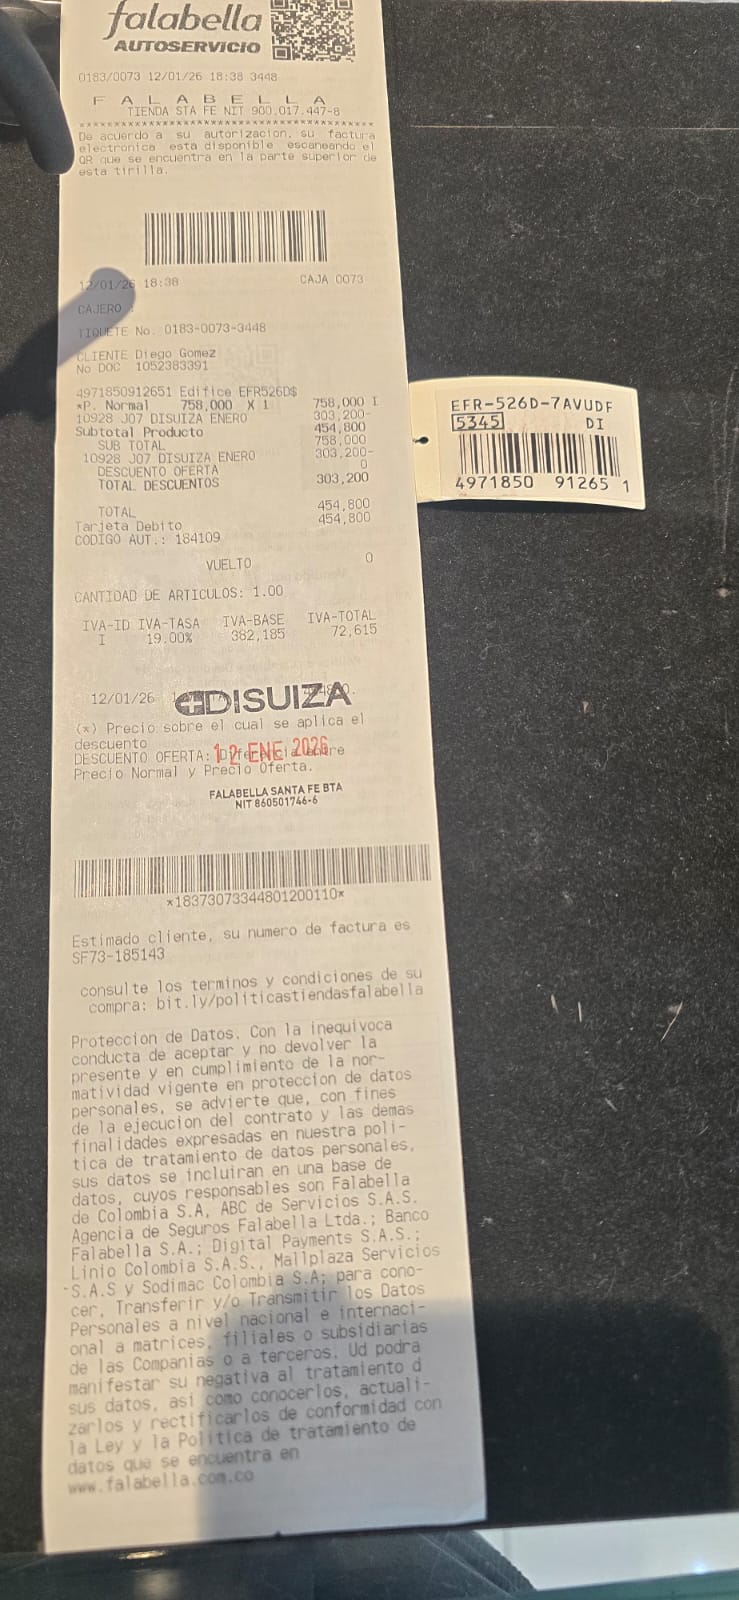 falabella
AUTOSERVICIO
0183/0073 12/01/26 18:38 3448
F A L A B E L L A
TIENDA STA FE NIT 900.017.447-8
****************************************
De acuerdo a su autorizacion, su factura
electronica esta disponible escaneando el
QR que se encuentra en la parte superior de
esta tirilla.
12/01/26 18:38 CAJA 0073
CAJERO :
TIQUETE No. 0183-0073-3448
CLIENTE Diego Gomez
No DOC 1052383391
4971850912651 Edifice EFR526D$
*P. Normal 758,000 X 1 758,000 I
10928 J07 DISUIZA ENERO 303,200-
Subtotal Producto 454,800
SUB TOTAL 758,000
10928 J07 DISUIZA ENERO 303,200-
DESCUENTO OFERTA 0
TOTAL DESCUENTOS 303,200
TOTAL 454,800
Tarjeta Debito 454,800
CODIGO AUT.: 184109
VUELTO 0
CANTIDAD DE ARTICULOS: 1.00
IVA-ID IVA-TASA IVA-BASE IVA-TOTAL
I 19.00% 382,185 72,615
12/01/26
DISUIZA
(*) Precio sobre el cual se aplica el
descuento
DESCUENTO OFERTA: Diferencia entre
12 ENE 2026
Precio Normal y Precio Oferta.
FALABELLA SANTA FE BTA
NIT 860501746-6
*18373073344801200110*
Estimado cliente, su numero de factura es
SF73-185143
consulte los terminos y condiciones de su
compra: bit.ly/politicastiendasfalabella
Proteccion de Datos. Con la inequivoca
conducta de aceptar y no devolver la
presente y en cumplimiento de la nor-
matividad vigente en proteccion de datos
personales, se advierte que, con fines
de la ejecucion del contrato y las demas
finalidades expresadas en nuestra poli-
tica de tratamiento de datos personales,
sus datos se incluiran en una base de
datos, cuyos responsables son Falabella
de Colombia S.A, ABC de Servicios S.A.S.
Agencia de Seguros Falabella Ltda.; Banco
Falabella S.A.; Digital Payments S.A.S.;
Linio Colombia S.A.S., Mallplaza Servicios
S.A.S y Sodimac Colombia S.A; para cono-
cer, Transferir y/o Transmitir los Datos
Personales a nivel nacional e internaci-
onal a matrices, filiales o subsidiarias
de las Companias o a terceros. Ud podra
manifestar su negativa al tratamiento d
sus datos, asi como conocerlos, actuali-
zarlos y rectificarlos de conformidad con
la Ley y la Politica de tratamiento de
datos que se encuentra en
www.falabella.com.co
EFR-526D-7AVUDF
5345 DI
4971850 91265 1